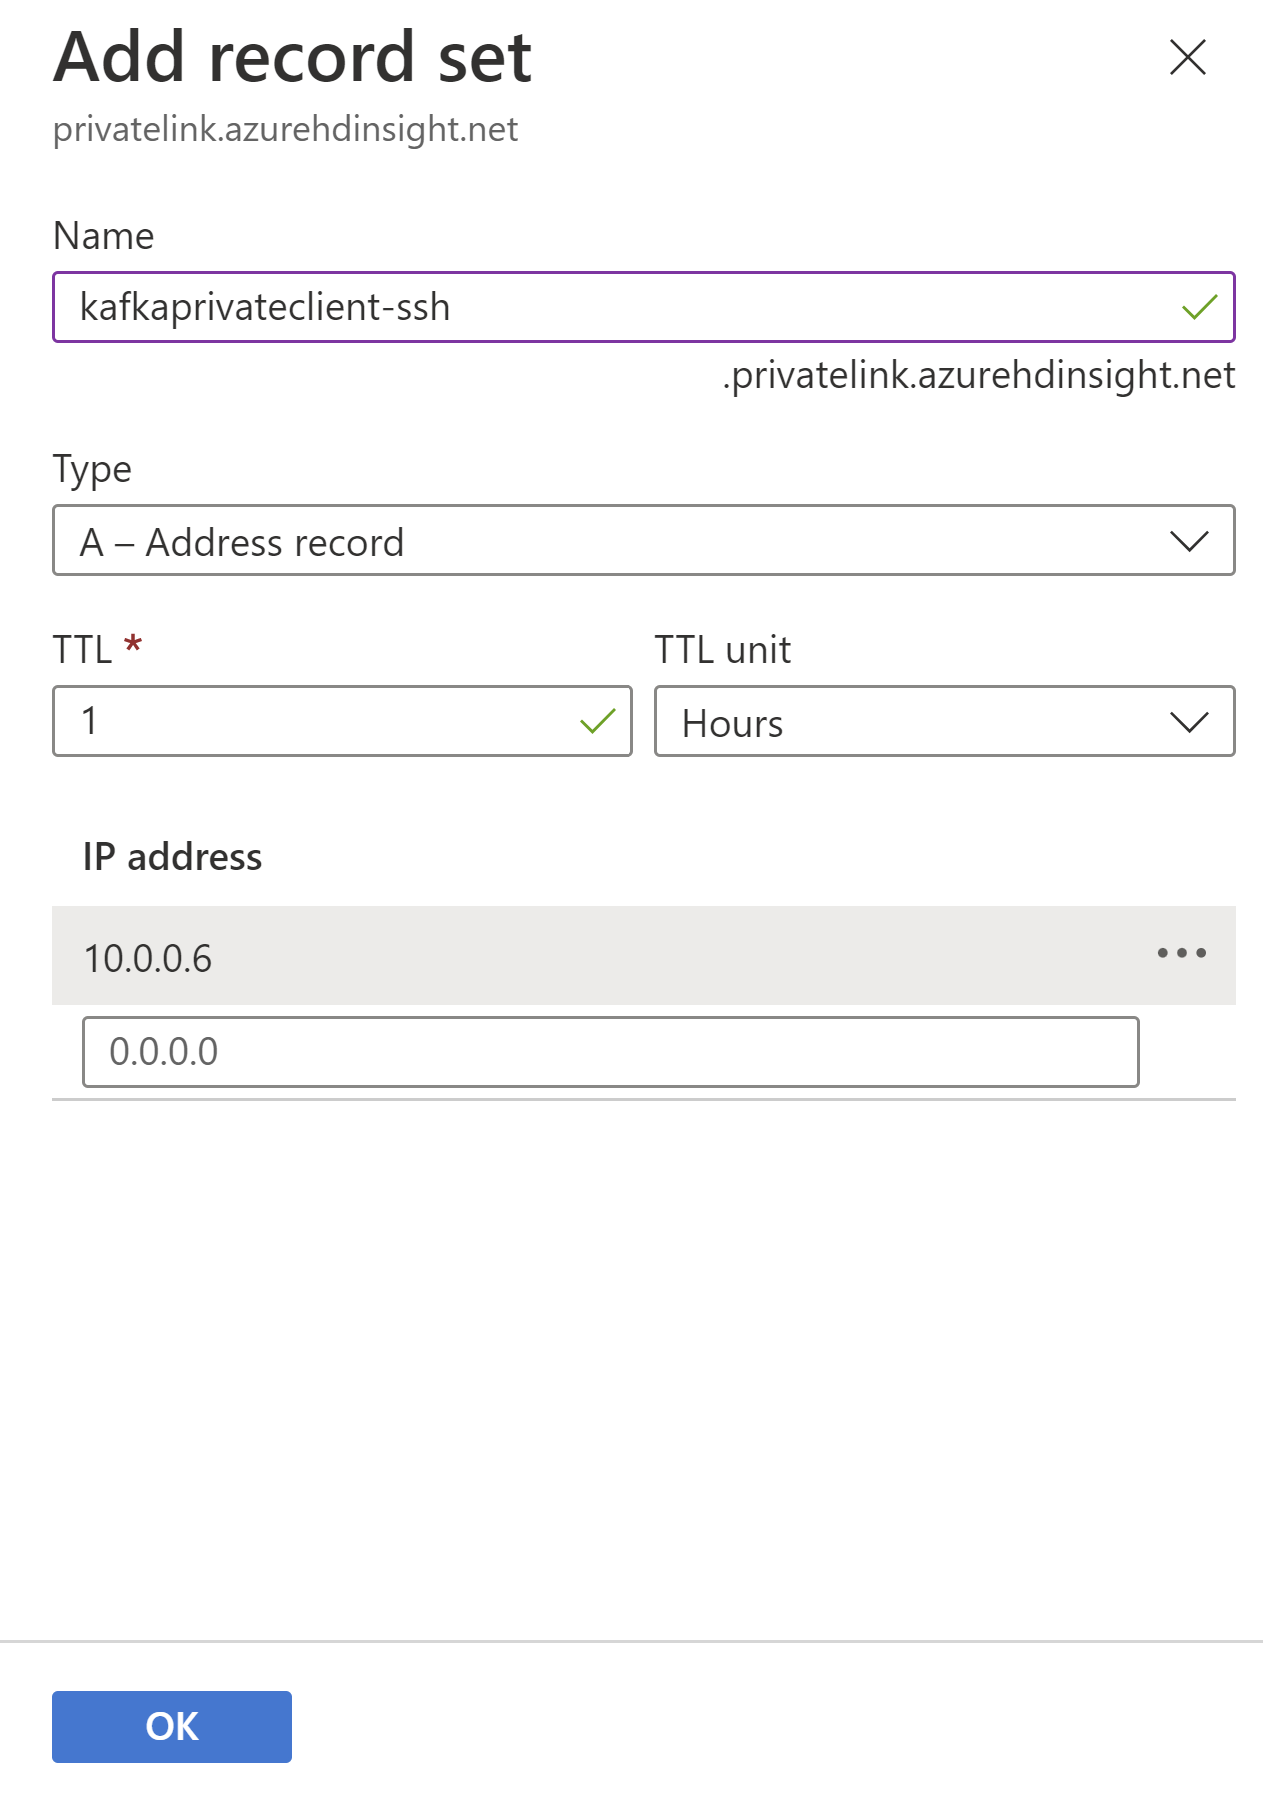 Add record set
privatelink.azurehdinsight.net
Name
kafkaprivateclient-ssh
.privatelink.azurehdinsight.net
Type
A – Address record
TTL *
TTL unit
1
Hours
IP address
10.0.0.6
0.0.0.0
OK